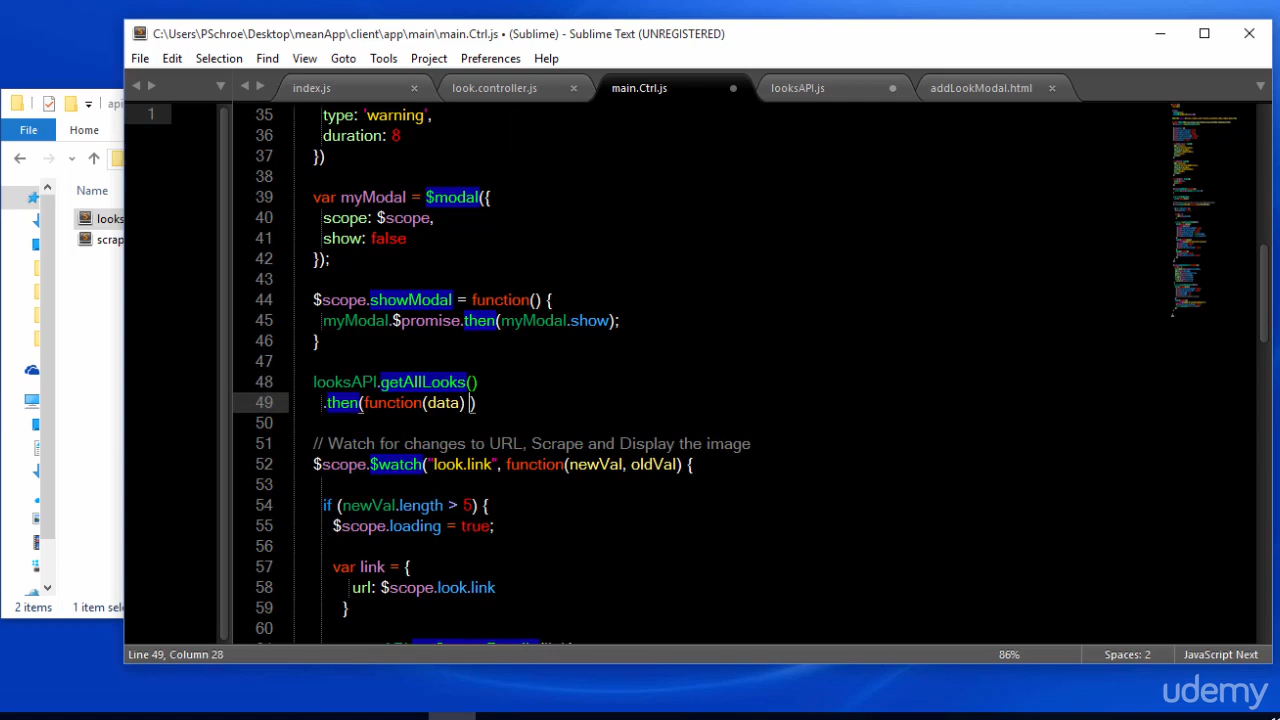 C:\Users\PSchroe\Desktop\meanApp\client\app\main\main.Ctrl.js • (Sublime) - Sublime Text (UNREGISTERED)
File Edit Selection Find View Goto Tools Project Preferences Help
index.js look.controller.js main.Ctrl.js looksAPI.js addLookModal.html
api
File Home
Name
looks
scrap
2 items 1 item sel
1
35 type: 'warning',
36 duration: 8
37 })
38
39 var myModal = $modal({
40 scope: $scope,
41 show: false
42 });
43
44 $scope.showModal = function() {
45 myModal.$promise.then(myModal.show);
46 }
47
48 looksAPI.getAllLooks()
49 .then(function(data) )
50
51 // Watch for changes to URL, Scrape and Display the image
52 $scope.$watch("look.link", function(newVal, oldVal) {
53
54 if (newVal.length > 5) {
55 $scope.loading = true;
56
57 var link = {
58 url: $scope.look.link
59 }
60
Line 49, Column 28 86% Spaces: 2 JavaScript Next
udemy